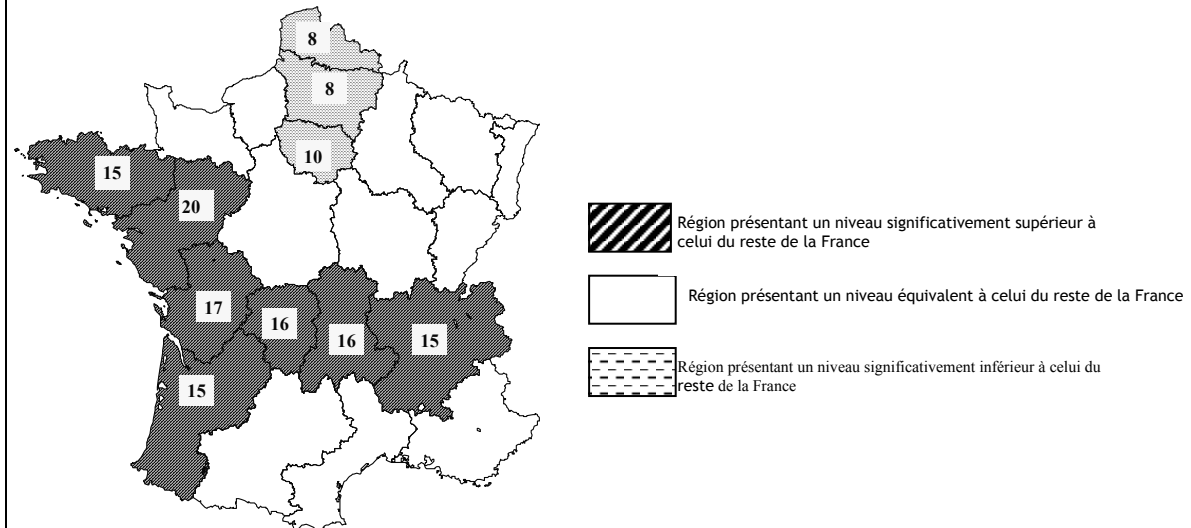 8
8
10
15
20
17
16
16
15
15
Région présentant un niveau significativement supérieur à
celui du reste de la France
Région présentant un niveau équivalent à celui du reste de la France
Région présentant un niveau significativement inférieur à celui du
reste de la France